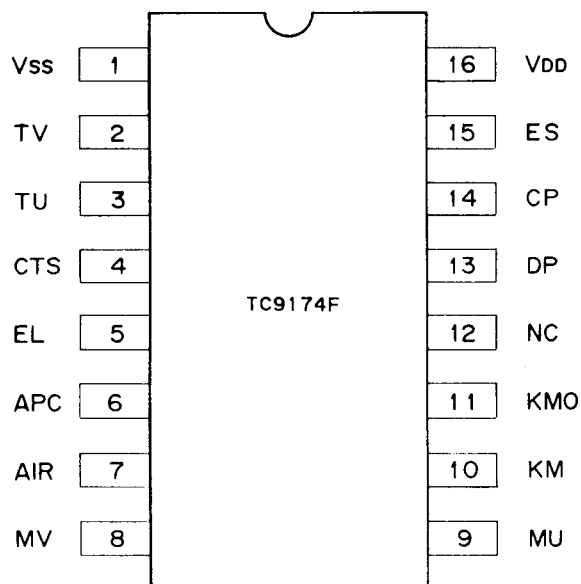 Vss 1 16 VDD
TV 2 15 ES
TU 3 14 CP
CTS 4 13 DP
TC9174F
EL 5 12 NC
APC 6 11 KMO
AIR 7 10 KM
MV 8 9 MU